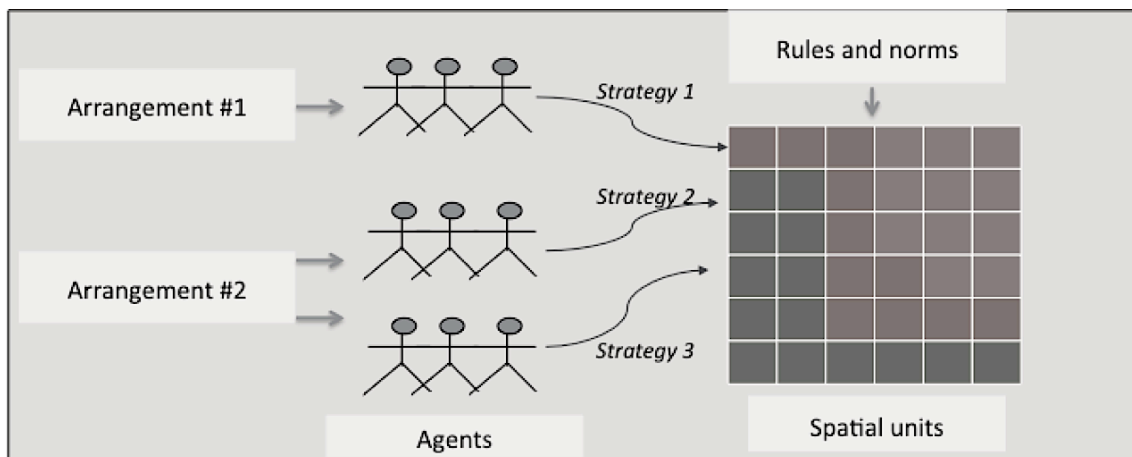 Rules and norms
Arrangement #1
Strategy 1
Strategy 2
Arrangement #2
Strategy 3
Agents
Spatial units